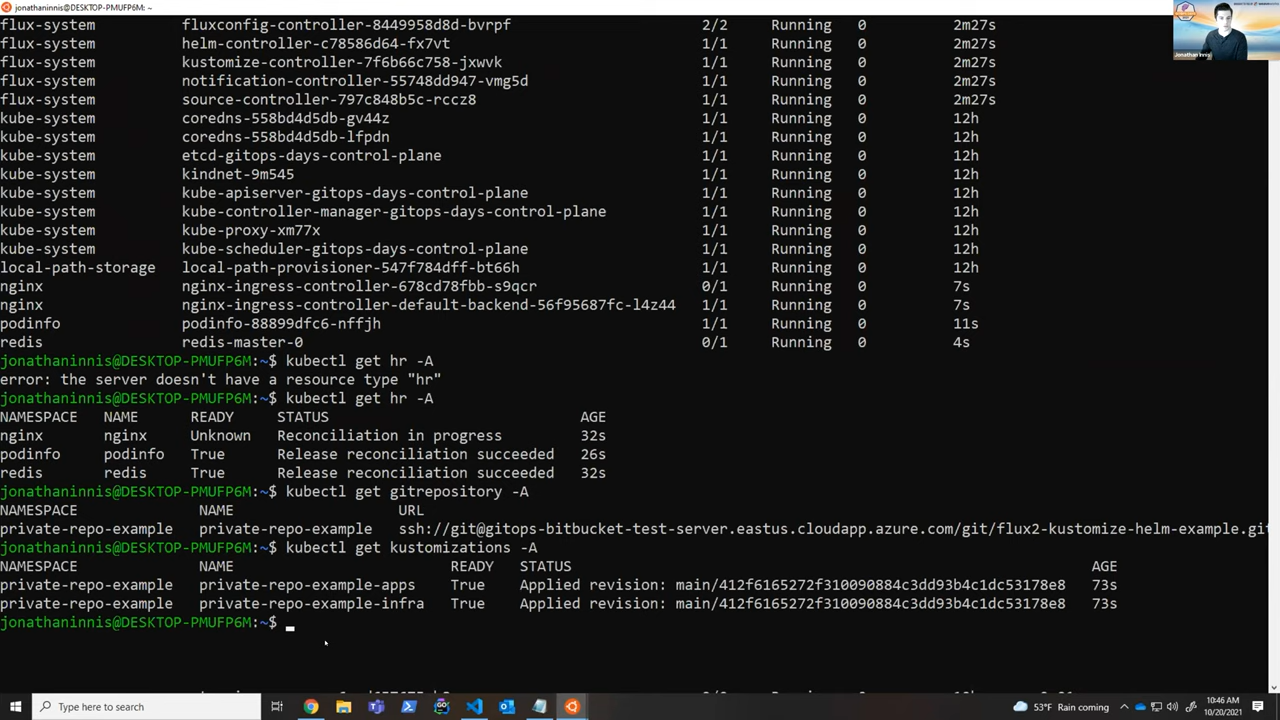 jonathaninnis@DESKTOP-PMUFP6M: ~
flux-system fluxconfig-controller-8449958d8d-bvrpf 2/2 Running 0 2m27s
flux-system helm-controller-c78586d64-fx7vt 1/1 Running 0 2m27s
flux-system kustomize-controller-7f6b66c758-jxwvk 1/1 Running 0 2m27s
flux-system notification-controller-55748dd947-vmg5d 1/1 Running 0 2m27s
flux-system source-controller-797c848b5c-rccz8 1/1 Running 0 2m27s
kube-system coredns-558bd4d5db-gv44z 1/1 Running 0 12h
kube-system coredns-558bd4d5db-lfpdn 1/1 Running 0 12h
kube-system etcd-gitops-days-control-plane 1/1 Running 0 12h
kube-system kindnet-9m545 1/1 Running 0 12h
kube-system kube-apiserver-gitops-days-control-plane 1/1 Running 0 12h
kube-system kube-controller-manager-gitops-days-control-plane 1/1 Running 0 12h
kube-system kube-proxy-xm77x 1/1 Running 0 12h
kube-system kube-scheduler-gitops-days-control-plane 1/1 Running 0 12h
local-path-storage local-path-provisioner-547f784dff-bt66h 1/1 Running 0 12h
nginx nginx-ingress-controller-678cd78fbb-s9qcr 0/1 Running 0 7s
nginx nginx-ingress-controller-default-backend-56f95687fc-l4z44 1/1 Running 0 7s
podinfo podinfo-88899dfc6-nffjh 1/1 Running 0 11s
redis redis-master-0 0/1 Running 0 4s
jonathaninnis@DESKTOP-PMUFP6M:~$ kubectl get hr -A
error: the server doesn't have a resource type "hr"
jonathaninnis@DESKTOP-PMUFP6M:~$ kubectl get hr -A
NAMESPACE NAME READY STATUS AGE
nginx nginx Unknown Reconciliation in progress 32s
podinfo podinfo True Release reconciliation succeeded 26s
redis redis True Release reconciliation succeeded 32s
jonathaninnis@DESKTOP-PMUFP6M:~$ kubectl get gitrepository -A
NAMESPACE NAME URL
private-repo-example private-repo-example ssh://git@gitops-bitbucket-test-server.eastus.cloudapp.azure.com/git/flux2-kustomize-helm-example.git
jonathaninnis@DESKTOP-PMUFP6M:~$ kubectl get kustomizations -A
NAMESPACE NAME READY STATUS AGE
private-repo-example private-repo-example-apps True Applied revision: main/412f6165272f310090884c3dd93b4c1dc53178e8 73s
private-repo-example private-repo-example-infra True Applied revision: main/412f6165272f310090884c3dd93b4c1dc53178e8 73s
jonathaninnis@DESKTOP-PMUFP6M:~$
Jonathan Innis
Type here to search
53°F Rain coming
10:46 AM
10/20/2021